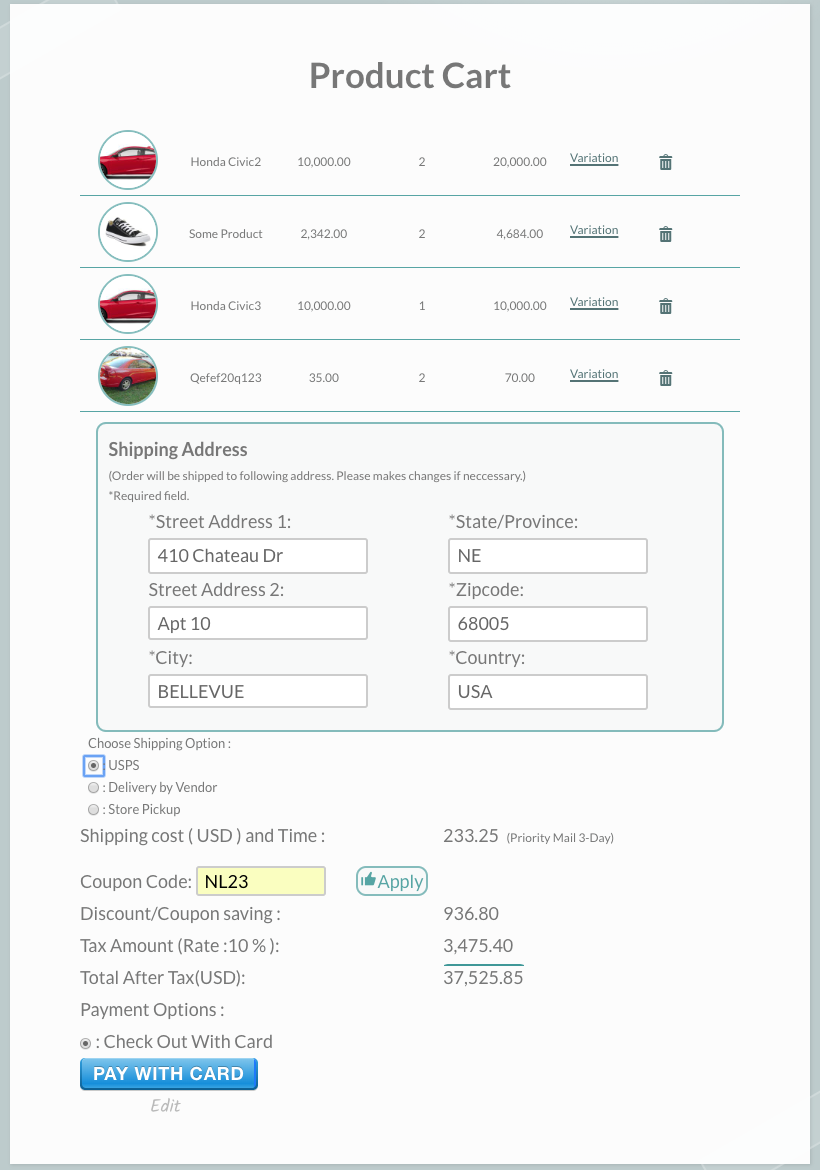 Product Cart
Honda Civic2 10,000.00 2 20,000.00 Variation
Some Product 2,342.00 2 4,684.00 Variation
Honda Civic3 10,000.00 1 10,000.00 Variation
Qefef20q123 35.00 2 70.00 Variation
Shipping Address
(Order will be shipped to following address. Please makes changes if neccessary.)
*Required field.
*Street Address 1: *State/Province:
410 Chateau Dr NE
Street Address 2: *Zipcode:
Apt 10 68005
*City: *Country:
BELLEVUE USA
Choose Shipping Option :
: USPS
: Delivery by Vendor
: Store Pickup
Shipping cost ( USD ) and Time : 233.25 (Priority Mail 3-Day)
Coupon Code: NL23 Apply
Discount/Coupon saving : 936.80
Tax Amount (Rate :10 % ): 3,475.40
Total After Tax(USD): 37,525.85
Payment Options :
: Check Out With Card
PAY WITH CARD
Edit